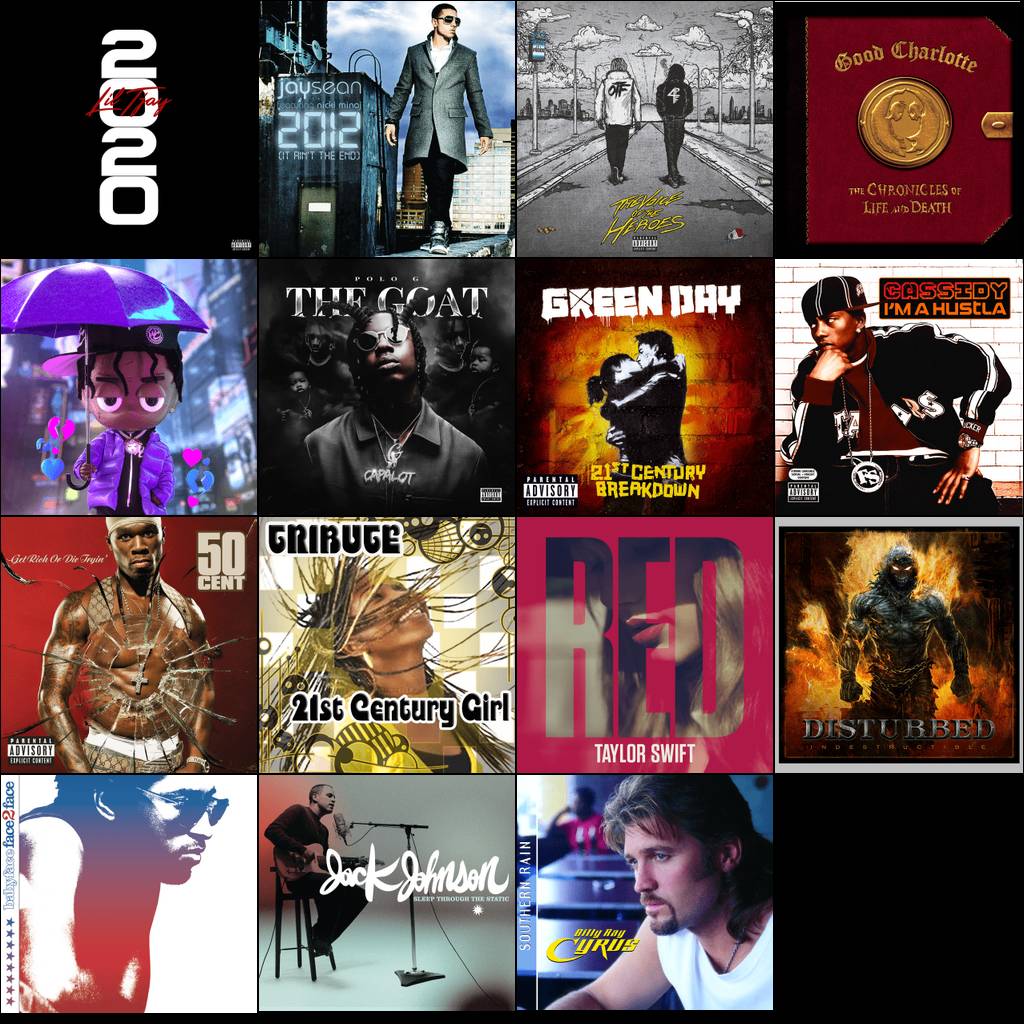 2020
Lil Tjay
jaysean
featuring nicki minaj
2012
(IT AIN'T THE END)
OTF
THE VOICE
OF THE
HEROES
PARENTAL
ADVISORY
EXPLICIT CONTENT
Good Charlotte
THE CHRONICLES OF
LIFE AND DEATH
POLO G
THE GOAT
CAPALOT
GREEN DAY
21ST CENTURY
BREAKDOWN
PARENTAL
ADVISORY
EXPLICIT CONTENT
CASSIDY
I'M A HUSTLA
PARENTAL
ADVISORY
EXPLICIT CONTENT
Get Rich Or Die Tryin'
50
CENT
PARENTAL
ADVISORY
EXPLICIT CONTENT
TRIBUTE
21st Century Girl
RED
TAYLOR SWIFT
DISTURBED
INDESTRUCTIBLE
babyface face2face
Jack Johnson
SLEEP THROUGH THE STATIC
SOUTHERN RAIN
Billy Ray
CYRUS